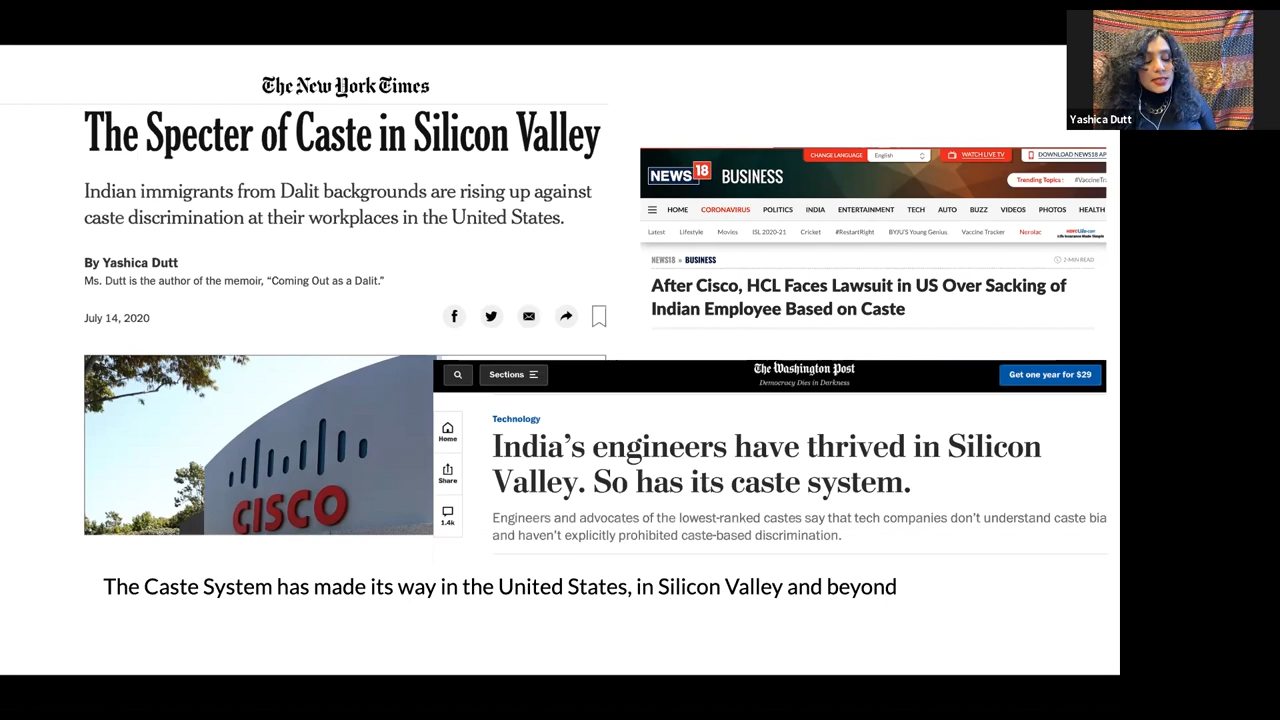 The New York Times
The Specter of Caste in Silicon Valley
Indian immigrants from Dalit backgrounds are rising up against
caste discrimination at their workplaces in the United States.
By Yashica Dutt
Ms. Dutt is the author of the memoir, “Coming Out as a Dalit.”
July 14, 2020
CISCO
Yashica Dutt
CHANGE LANGUAGE English WATCH LIVE TV DOWNLOAD NEWS18 AP
NEWS 18 BUSINESS
Trending Topics : #VaccineTr
HOME CORONAVIRUS POLITICS INDIA ENTERTAINMENT TECH AUTO BUZZ VIDEOS PHOTOS HEALTH
Latest Lifestyle Movies ISL 2020-21 Cricket #RestartRight BYJU'S Young Genius Vaccine Tracker Nerolac
NEWS18 » BUSINESS 2-MIN READ
After Cisco, HCL Faces Lawsuit in US Over Sacking of
Indian Employee Based on Caste
Sections The Washington Post Get one year for $29
Democracy Dies in Darkness
Home
Share
1.4k
Technology
India’s engineers have thrived in Silicon
Valley. So has its caste system.
Engineers and advocates of the lowest-ranked castes say that tech companies don’t understand caste bia
and haven’t explicitly prohibited caste-based discrimination.
The Caste System has made its way in the United States, in Silicon Valley and beyond